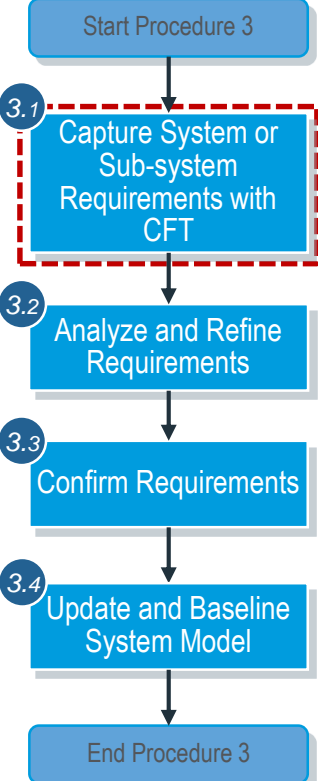 Start Procedure 3
3.1
Capture System or
Sub-system
Requirements with
CFT
3.2
Analyze and Refine
Requirements
3.3
Confirm Requirements
3.4
Update and Baseline
System Model
End Procedure 3